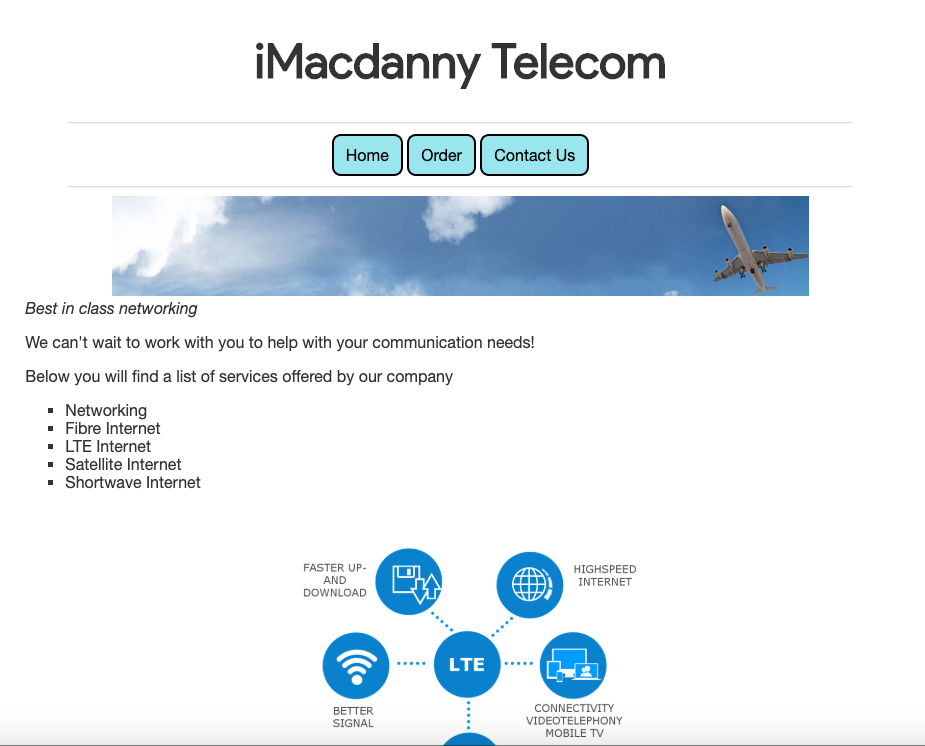 iMacdanny Telecom
Home Order Contact Us
Best in class networking
We can't wait to work with you to help with your communication needs!
Below you will find a list of services offered by our company
Networking
Fibre Internet
LTE Internet
Satellite Internet
Shortwave Internet
FASTER UP-
AND
DOWNLOAD
HIGHSPEED
INTERNET
LTE
BETTER
SIGNAL
CONNECTIVITY
VIDEOTELEPHONY
MOBILE TV